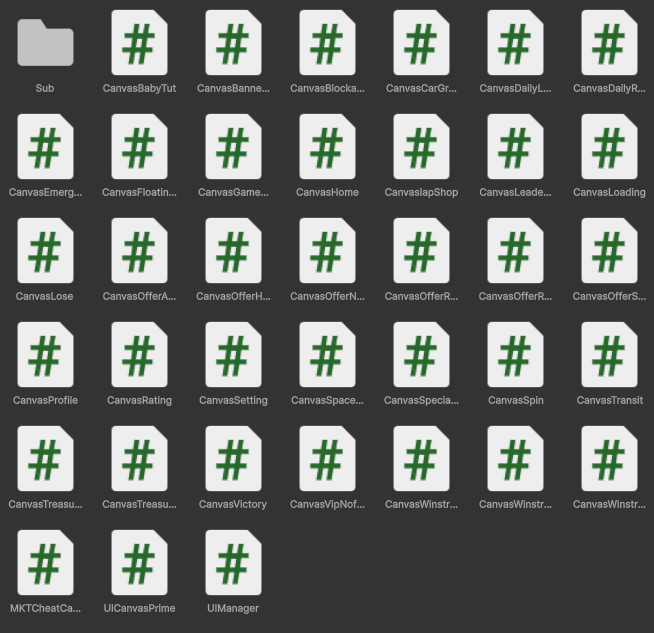 Sub CanvasBabyTut CanvasBanne... CanvasBlocka... CanvasCarGr... CanvasDailyL... CanvasDailyR...
CanvasEmerg... CanvasFloatin... CanvasGame... CanvasHome CanvasIapShop CanvasLeade... CanvasLoading
CanvasLose CanvasOfferA... CanvasOfferH... CanvasOfferN... CanvasOfferR... CanvasOfferR... CanvasOfferS...
CanvasProfile CanvasRating CanvasSetting CanvasSpace... CanvasSpecia... CanvasSpin CanvasTransit
CanvasTreasu... CanvasTreasu... CanvasVictory CanvasVipNof... CanvasWinstr... CanvasWinstr... CanvasWinstr...
MKTCheatCa... UICanvasPrime UIManager